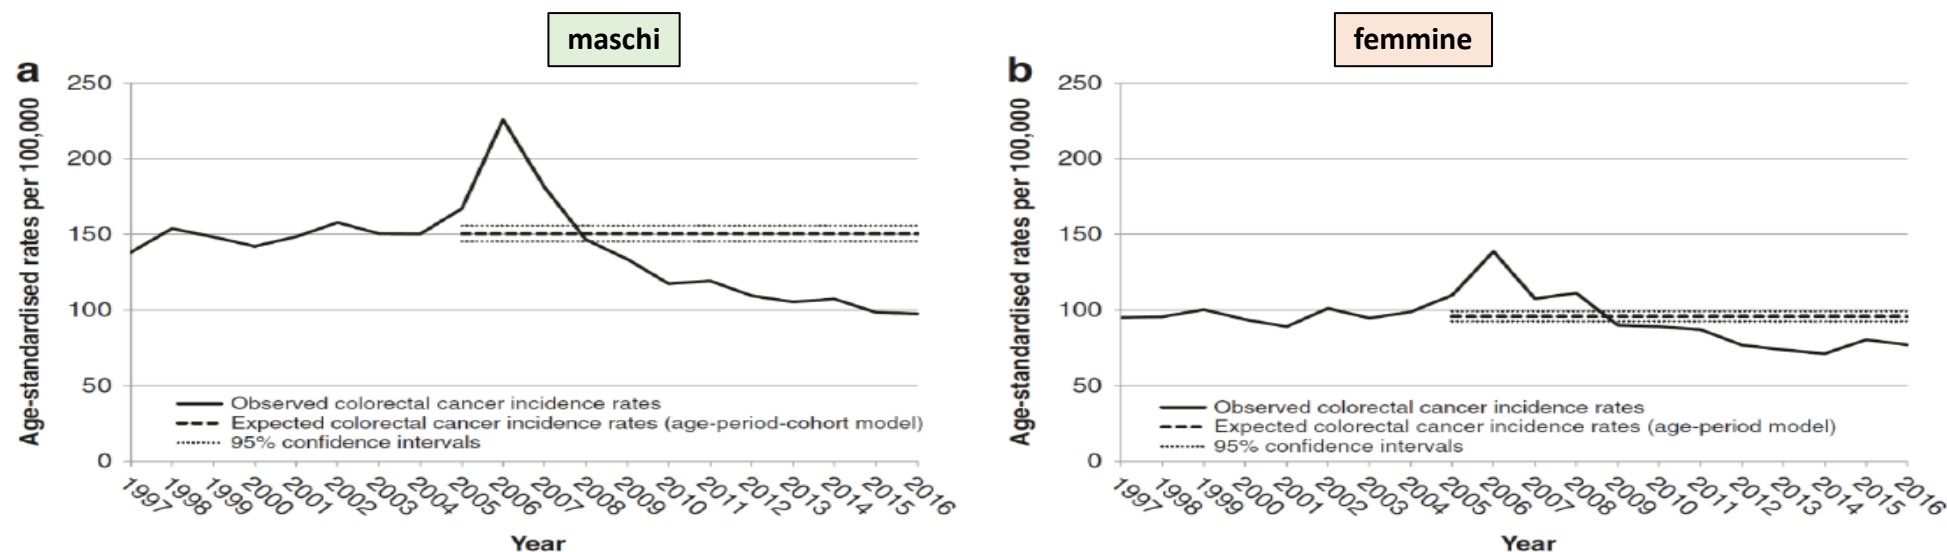 maschi
a
Age-standardised rates per 100,000
250
200
150
100
50
0
Observed colorectal cancer incidence rates
Expected colorectal cancer incidence rates (age-period-cohort model)
95% confidence intervals
1997 1998 1999 2000 2001 2002 2003 2004 2005 2006 2007 2008 2009 2010 2011 2012 2013 2014 2015 2016
Year
femmine
b
Age-standardised rates per 100,000
250
200
150
100
50
0
Observed colorectal cancer incidence rates
Expected colorectal cancer incidence rates (age-period model)
95% confidence intervals
1997 1998 1999 2000 2001 2002 2003 2004 2005 2006 2007 2008 2009 2010 2011 2012 2013 2014 2015 2016
Year